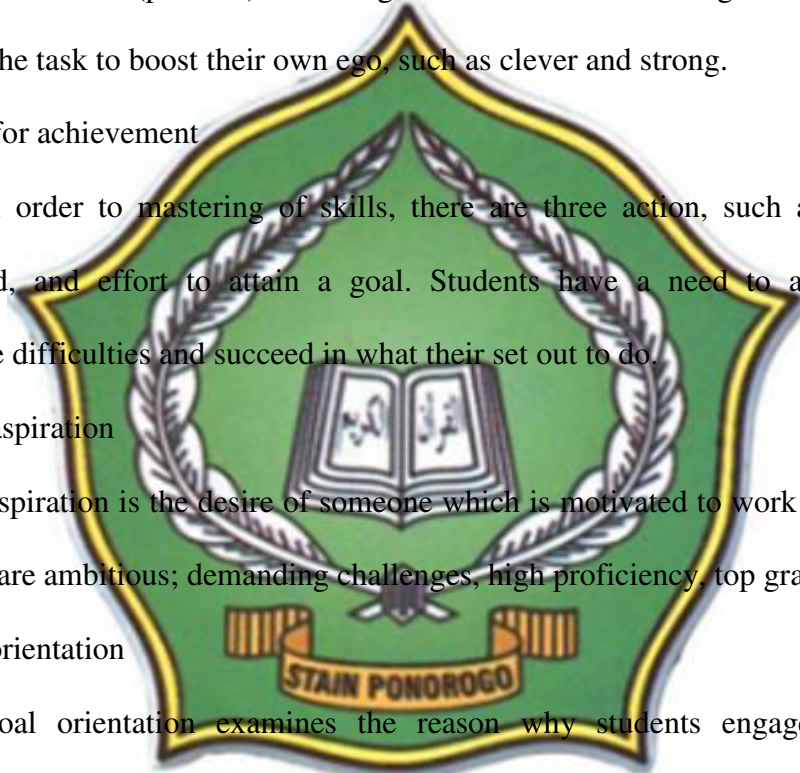 he task to boost their own ego, such as clever and strong.
for achievement
order to mastering of skills, there are three action, such a
d, and effort to attain a goal. Students have a need to a
e difficulties and succeed in what their set out to do.
aspiration
spiration is the desire of someone which is motivated to work
are ambitious; demanding challenges, high proficiency, top gra
orientation
STAIN PONOROGO
oal orientation examines the reason why students engage